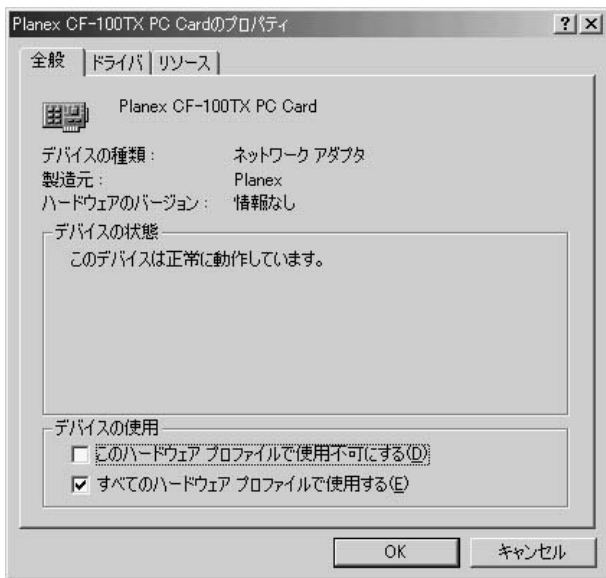 Planex CF-100TX PC Cardのプロパティ
全般 ドライバ リソース
Planex CF-100TX PC Card
デバイスの種類： ネットワーク アダプタ
製造元： Planex
ハードウェアのバージョン： 情報なし
デバイスの状態
このデバイスは正常に動作しています。
デバイスの使用
このハードウェア プロファイルで使用不可にする(D)
すべてのハードウェア プロファイルで使用する(E)
OK キャンセル